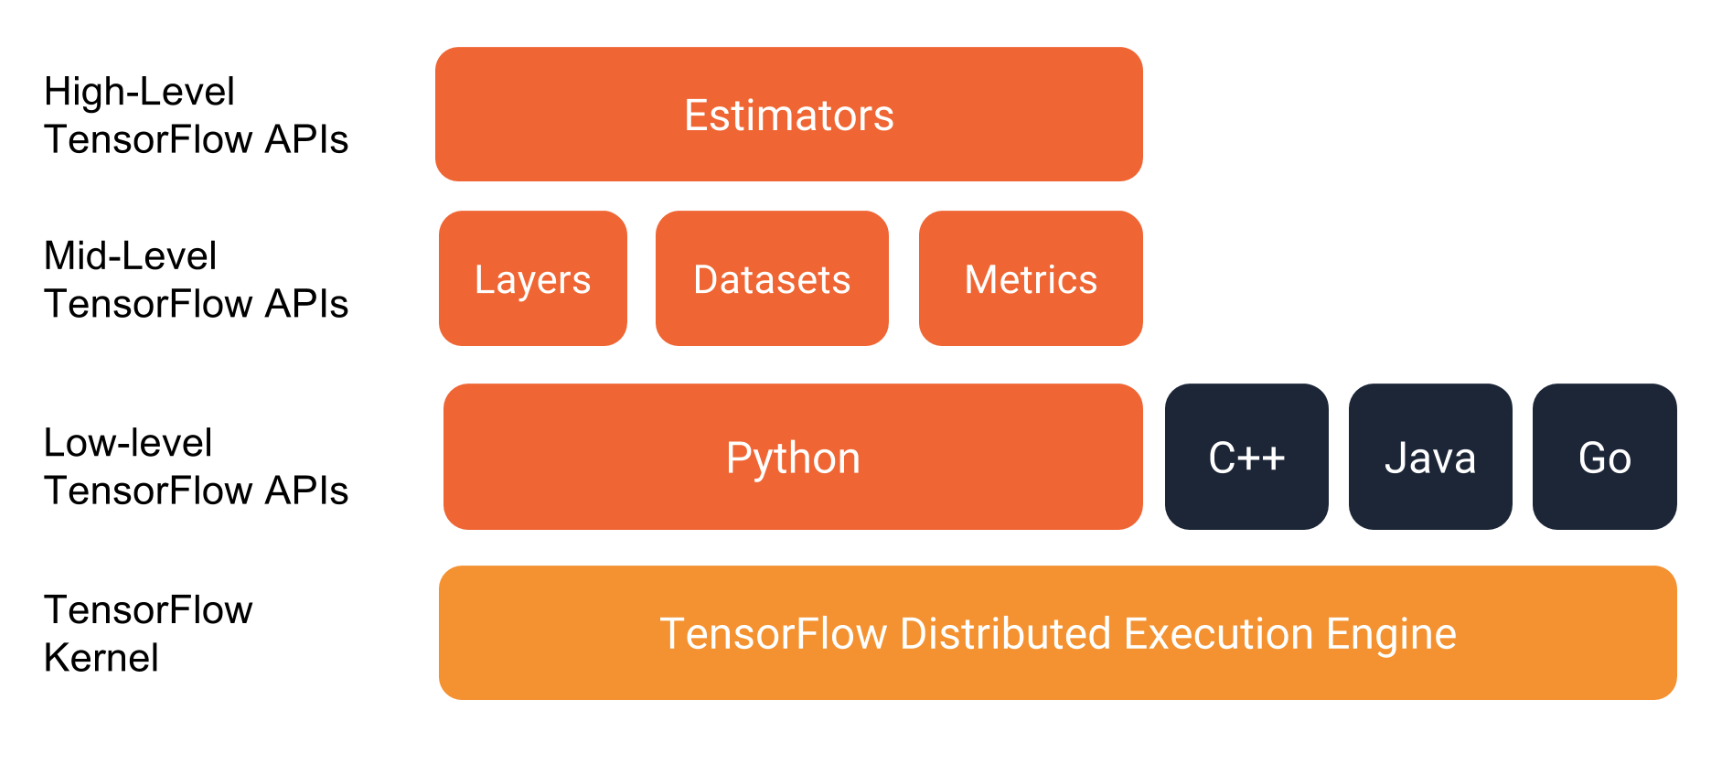 High-Level
TensorFlow APIs
Estimators
Mid-Level
TensorFlow APIs
Layers
Datasets
Metrics
Low-level
TensorFlow APIs
Python
C++
Java
Go
TensorFlow
Kernel
TensorFlow Distributed Execution Engine